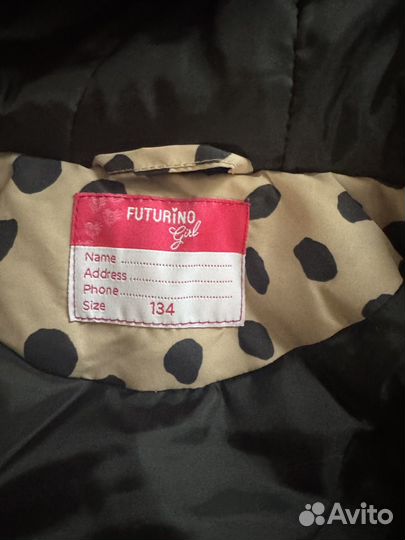 FUTURiNO
Girl
Name
Address
Phone
Size 134
Avito